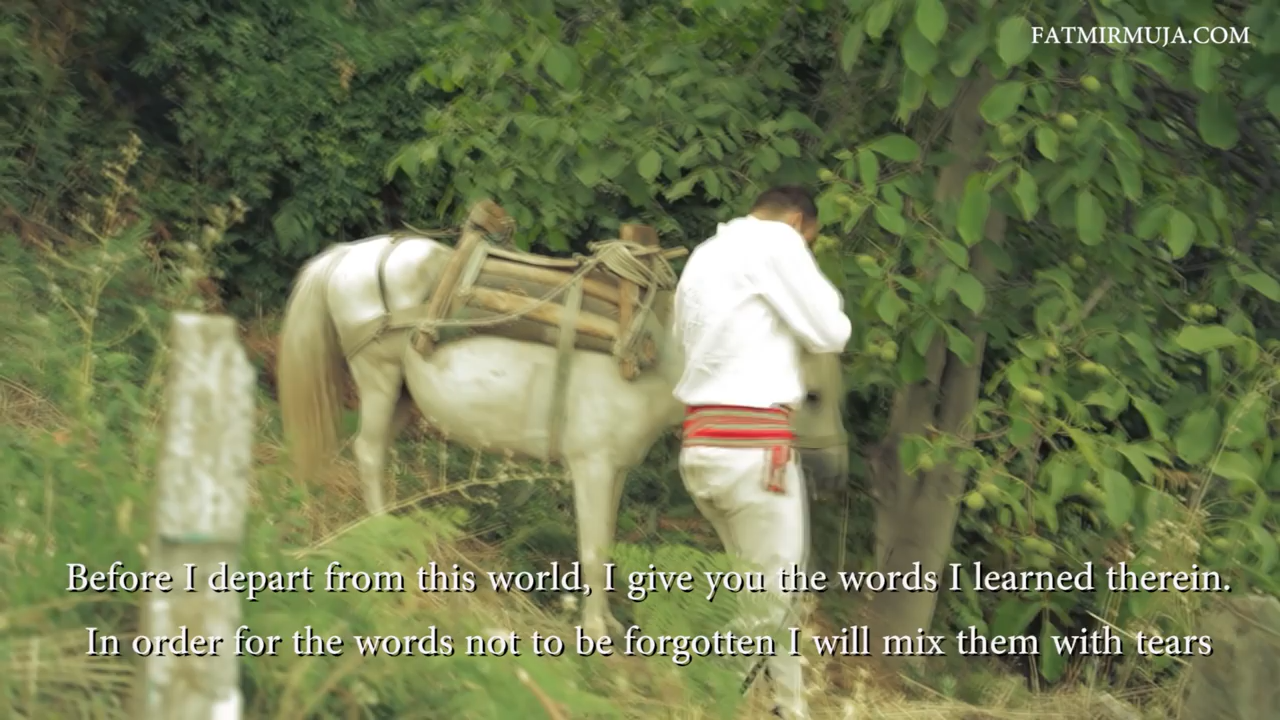 FATMIRMUJA.COM
Before I depart from this world, I give you the words I learned therein.
In order for the words not to be forgotten I will mix them with tears